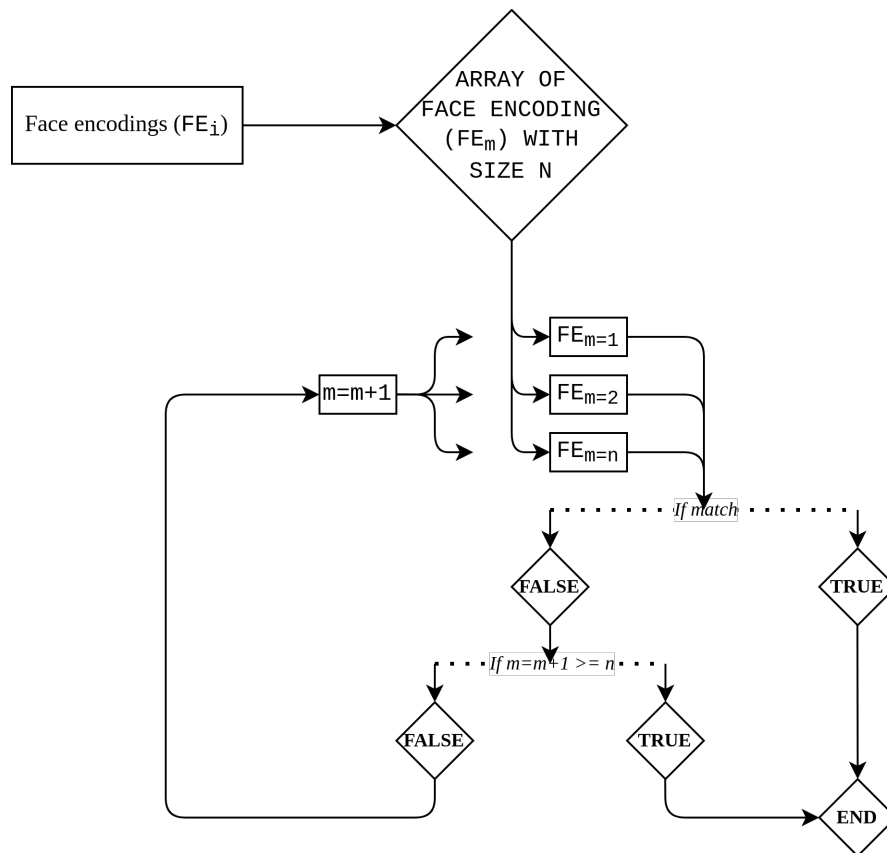 ARRAY OF
FACE ENCODING
Face encodings (FEi)
(FEm) WITH
SIZE N
FEm=1
m=m+1
FEm=2
FEm=n
If match
FALSE
TRUE
If m=m+1 >= n
FALSE
TRUE
END